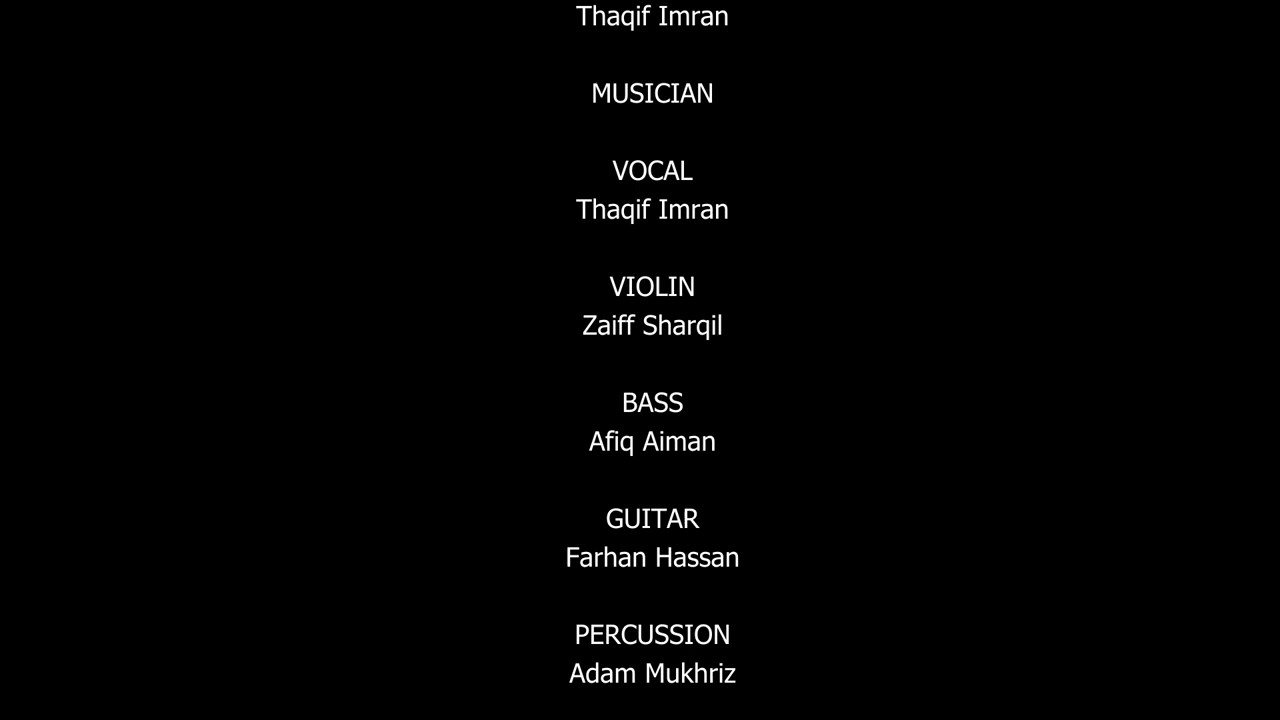 Thaqif Imran
MUSICIAN
VOCAL
Thaqif Imran
VIOLIN
Zaiff Sharqil
BASS
Afiq Aiman
GUITAR
Farhan Hassan
PERCUSSION
Adam Mukhriz